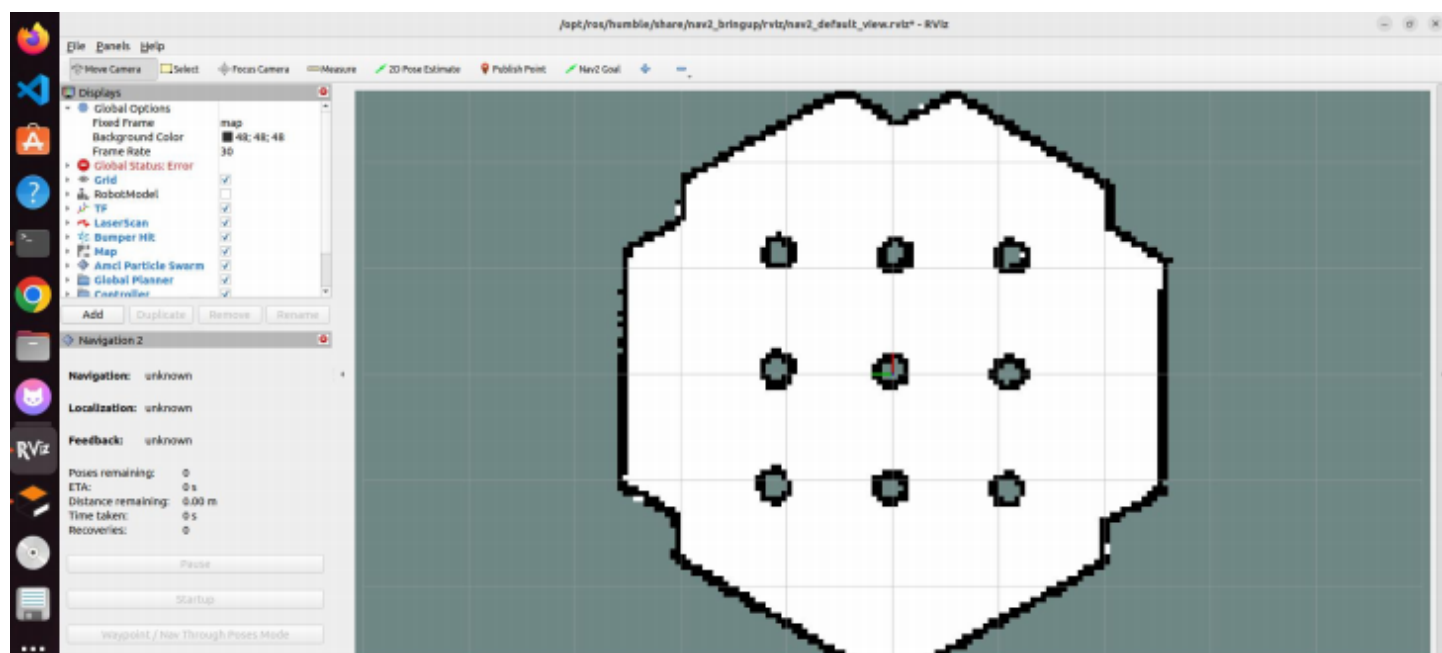 /opt/ros/humble/share/nav2_bringup/rviz/nav2_default_view.rviz* - RViz
File Panels Help
Move Camera Select Focus Camera Measure 2D Pose Estimate Publish Point Nav2 Goal
Displays
Global Options
Fixed Frame map
Background Color 48; 48; 48
Frame Rate 30
Global Status: Error
Grid
RobotModel
TF
LaserScan
Bumper Hit
Map
Amcl Particle Swarm
Global Planner
Controller
Add Duplicate Remove Rename
Navigation 2
Navigation: unknown
Localization: unknown
Feedback: unknown
Poses remaining: 0
ETA: 0 s
Distance remaining: 0.00 m
Time taken: 0 s
Recoveries: 0
Pause
Startup
Waypoint / Nav Through Poses Mode
RViz